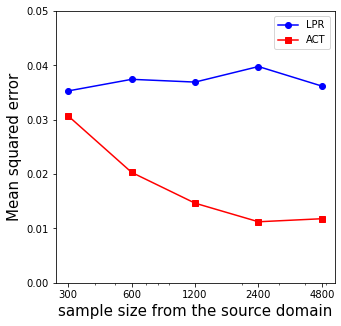 0.05
LPR
ACT
0.04
0.03
0.02
0.01
0.00
Mean squared error
300 600 1200 2400 4800
sample size from the source domain